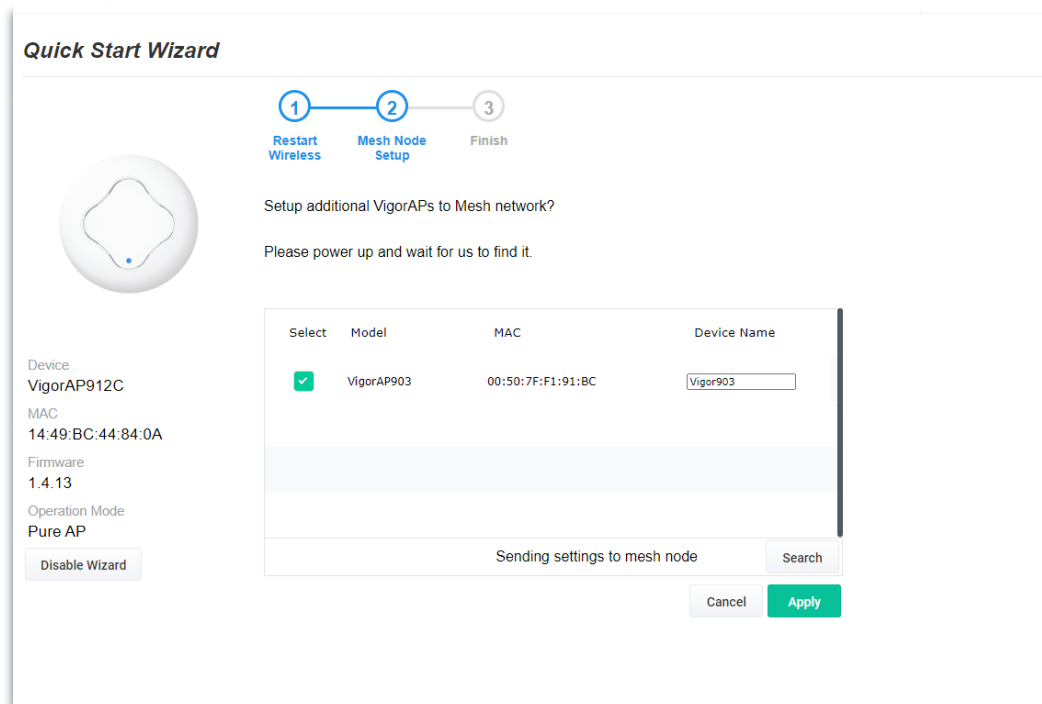 Quick Start Wizard
1 2 3
Restart Wireless
Mesh Node Setup
Finish
Setup additional VigorAPs to Mesh network?
Please power up and wait for us to find it.
Select Model MAC Device Name
VigorAP903 00:50:7F:F1:91:BC Vigor903
Sending settings to mesh node Search
Cancel Apply
Device
VigorAP912C
MAC
14:49:BC:44:84:0A
Firmware
1.4.13
Operation Mode
Pure AP
Disable Wizard